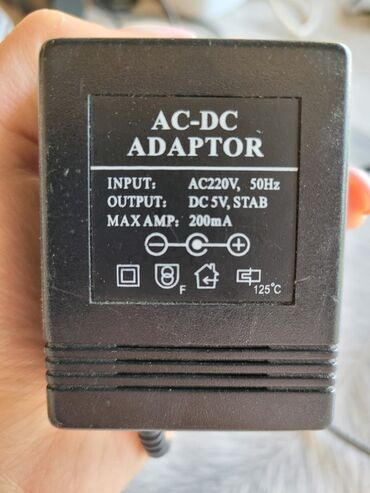 AC-DC
ADAPTOR
INPUT: AC220V, 50Hz
OUTPUT: DC 5V, STAB
MAX AMP: 200mA
F 125°C